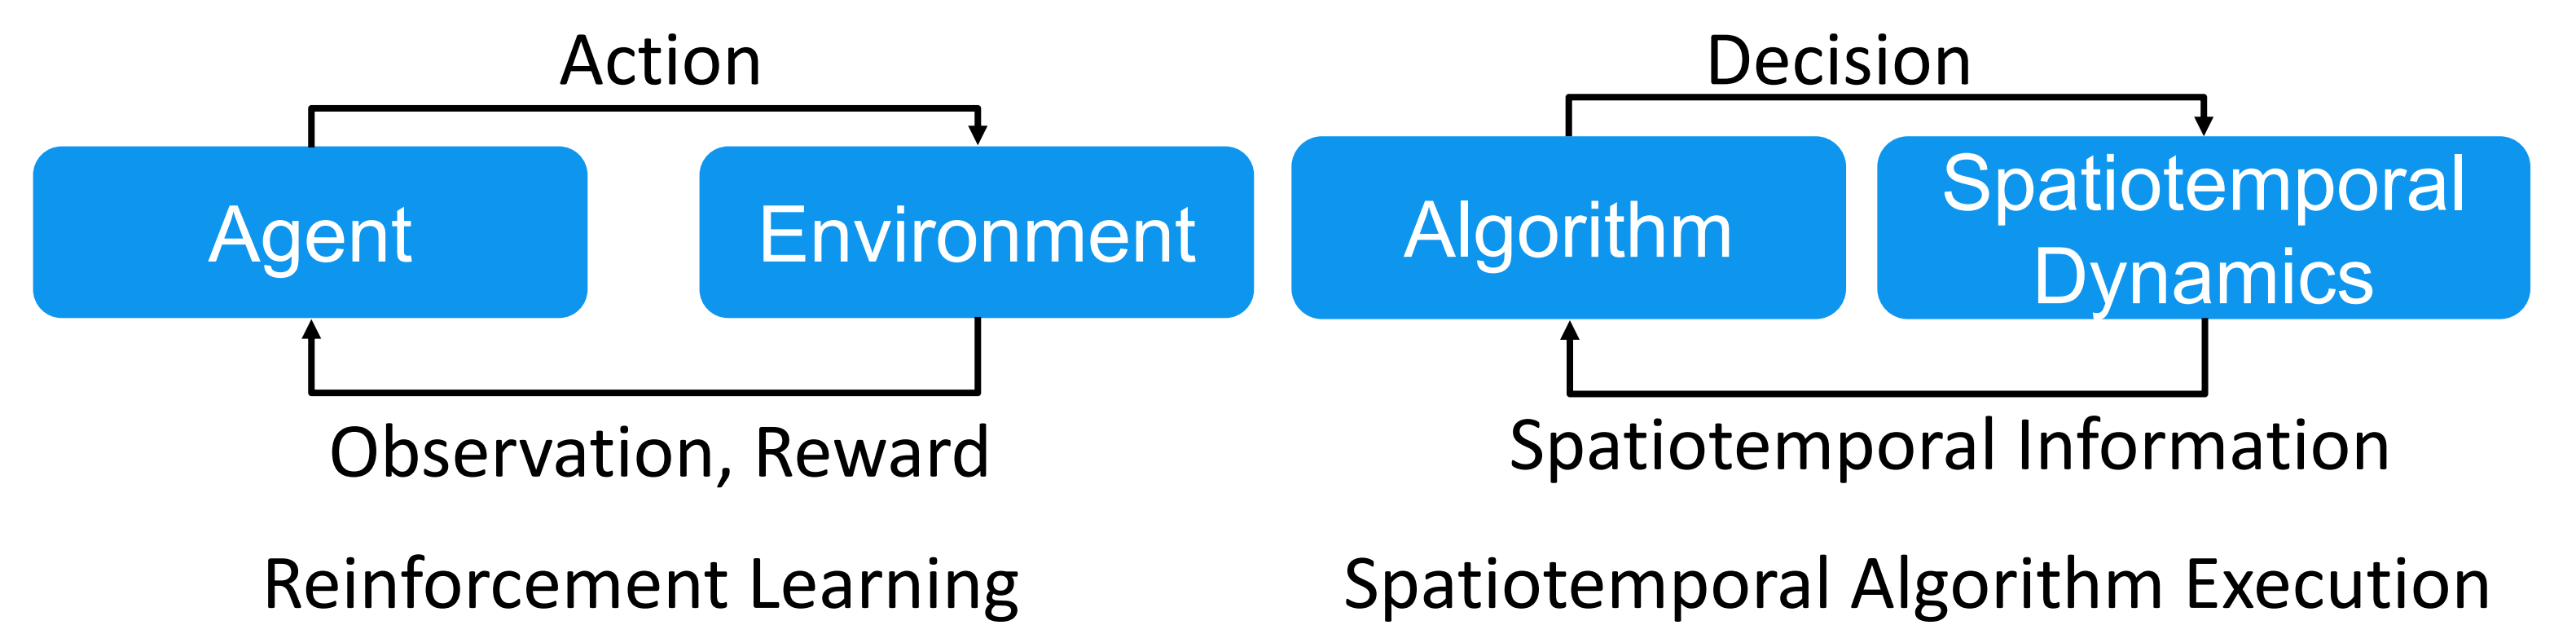 Action
Agent
Environment
Observation, Reward
Reinforcement Learning
Decision
Algorithm
Spatiotemporal
Dynamics
Spatiotemporal Information
Spatiotemporal Algorithm Execution